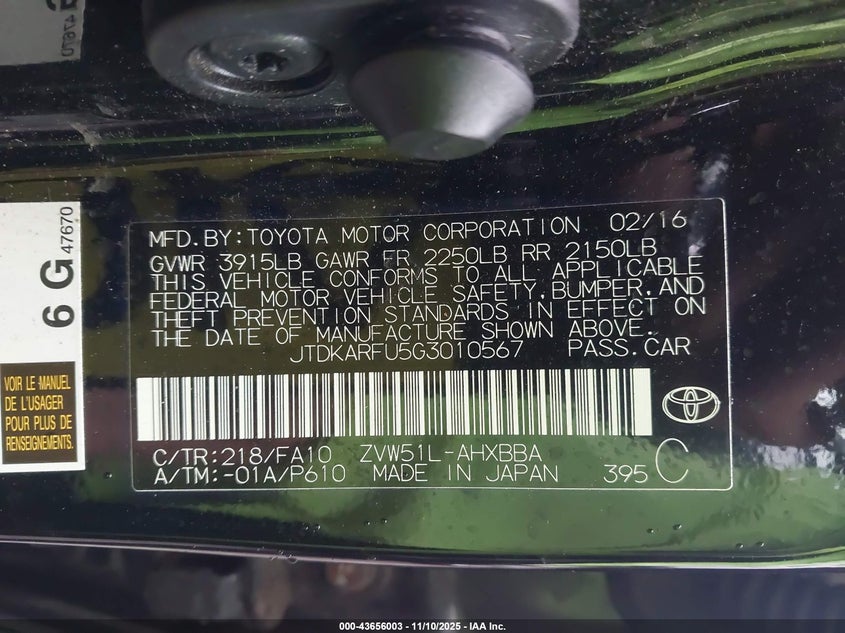 47670
6 G 47670
VOIR LE MANUEL
DE L'USAGER
POUR PLUS DE
RENSEIGNEMENTS.
MFD.BY:TOYOTA MOTOR CORPORATION 02/16
GVWR 3915LB GAWR FR 2250LB RR 2150LB
THIS VEHICLE CONFORMS TO ALL APPLICABLE
FEDERAL MOTOR VEHICLE SAFETY,BUMPER,AND
THEFT PREVENTION STANDARDS IN EFFECT ON
THE DATE OF MANUFACTURE SHOWN ABOVE.
JTDKARFU5G3010567 PASS.CAR
C/TR:218/FA10 ZVW51L-AHXBBA
A/TM:-01A/P610 MADE IN JAPAN 395 C
000-43656003 — 11/10/2025 — IAA Inc.